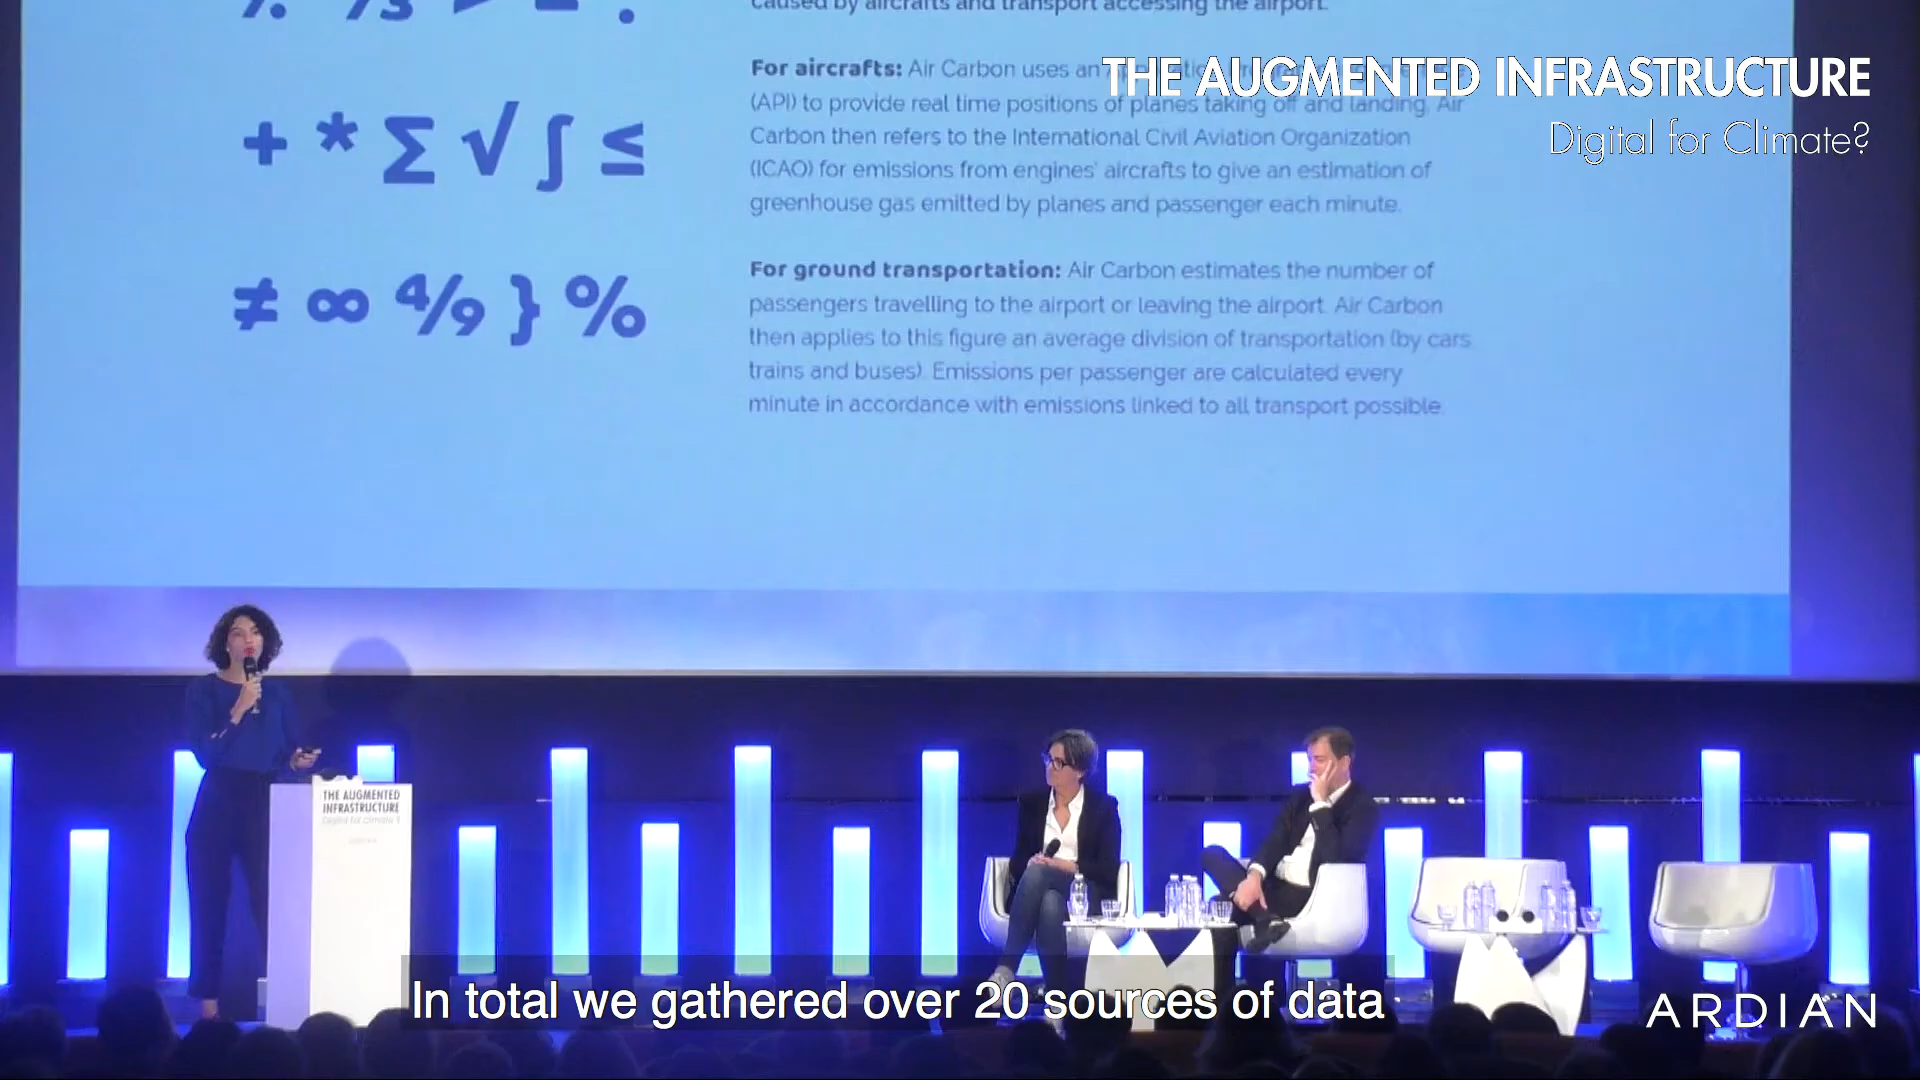 caused by aircrafts and transport accessing the airport.
THE AUGMENTED INFRASTRUCTURE
Digital for Climate?
For aircrafts: Air Carbon uses an
(API) to provide real time positions of planes taking off and landing. Air
Carbon then refers to the International Civil Aviation Organization
(ICAO) for emissions from engines' aircrafts to give an estimation of
greenhouse gas emitted by planes and passenger each minute.
+ * Σ √ ∫ ≤
For ground transportation: Air Carbon estimates the number of
passengers travelling to the airport or leaving the airport. Air Carbon
then applies to this figure an average division of transportation (by cars
trains and buses). Emissions per passenger are calculated every
minute in accordance with emissions linked to all transport possible.
≠ ∞ 4/9 } %
THE AUGMENTED
INFRASTRUCTURE
Digital for climate ?
In total we gathered over 20 sources of data
ARDIAN